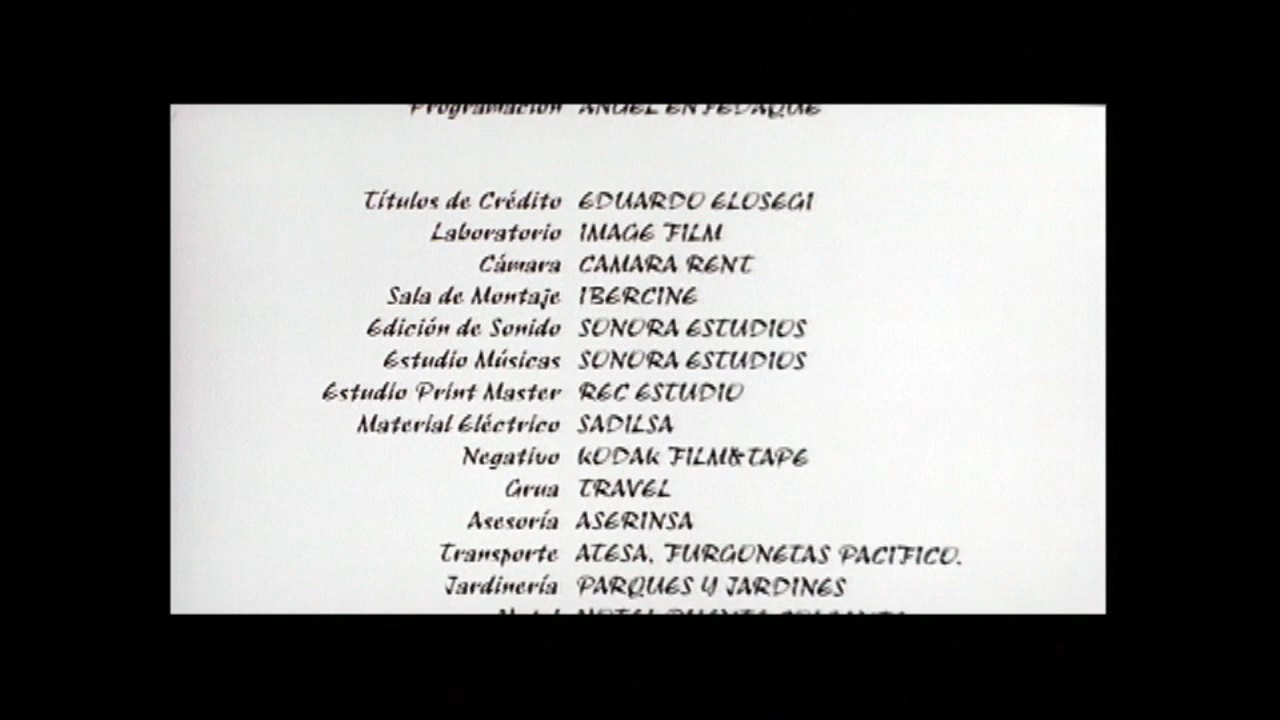 Programación
Títulos de Crédito EDUARDO ELOSEGI
Laboratorio IMAGE FILM
Cámara CAMARA RENT
Sala de Montaje IBERCINE
Edición de Sonido SONORA ESTUDIOS
Estudio Músicas SONORA ESTUDIOS
Estudio Print Master REC ESTUDIO
Material Eléctrico SADILSA
Negativo KODAK FILM&TAPE
Grua TRAVEL
Asesoría ASERINSA
Transporte ATESA, FURGONETAS PACIFICO.
Jardinería PARQUES Y JARDINES